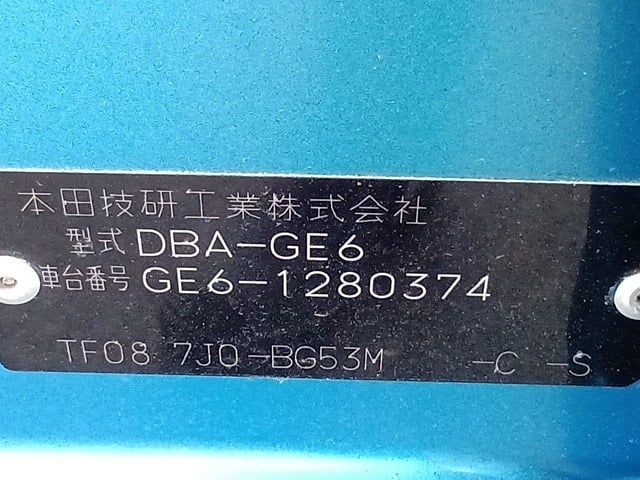 本田技研工業株式会社
型式 DBA-GE6
車台番号 GE6-1280374
TF08 7J0-BG53M -C -S